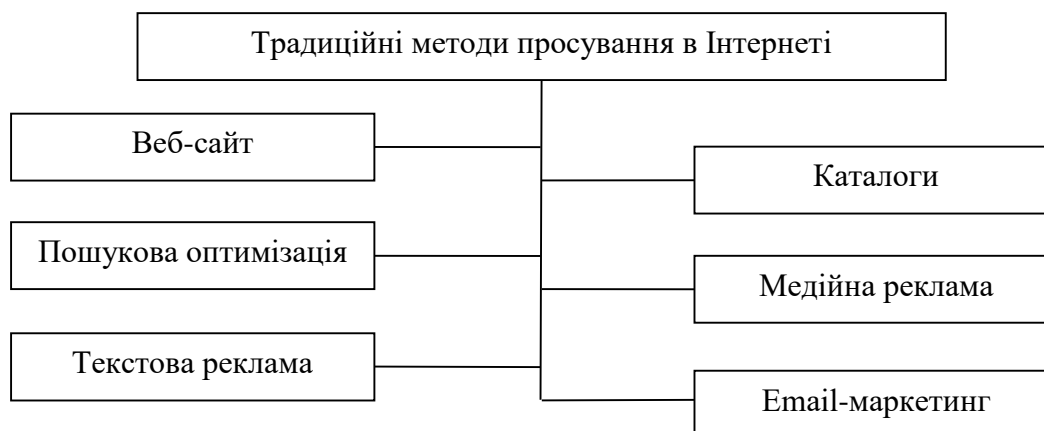 Традиційні методи просування в Інтернеті
Веб-сайт
Каталоги
Пошукова оптимізація
Медійна реклама
Текстова реклама
Email-маркетинг